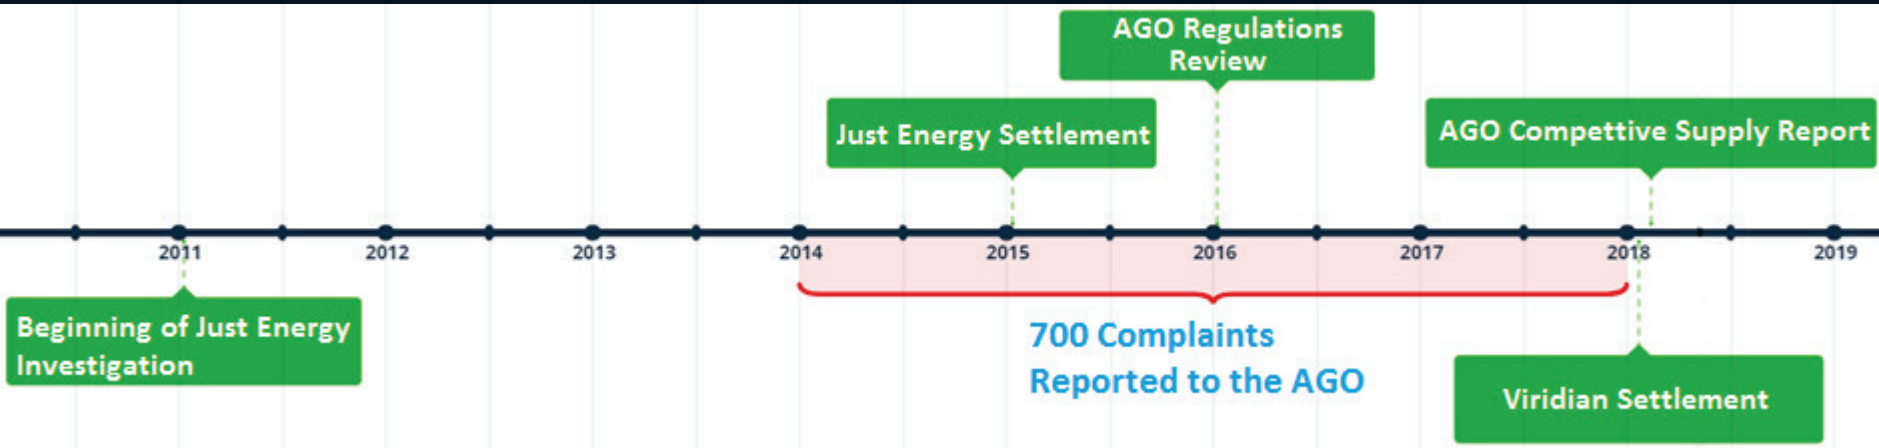 AGO Regulations
Review
Just Energy Settlement
AGO Compettive Supply Report
2011
2012
2013
2014
2015
2016
2017
2018
2019
Beginning of Just Energy
Investigation
700 Complaints
Reported to the AGO
Viridian Settlement